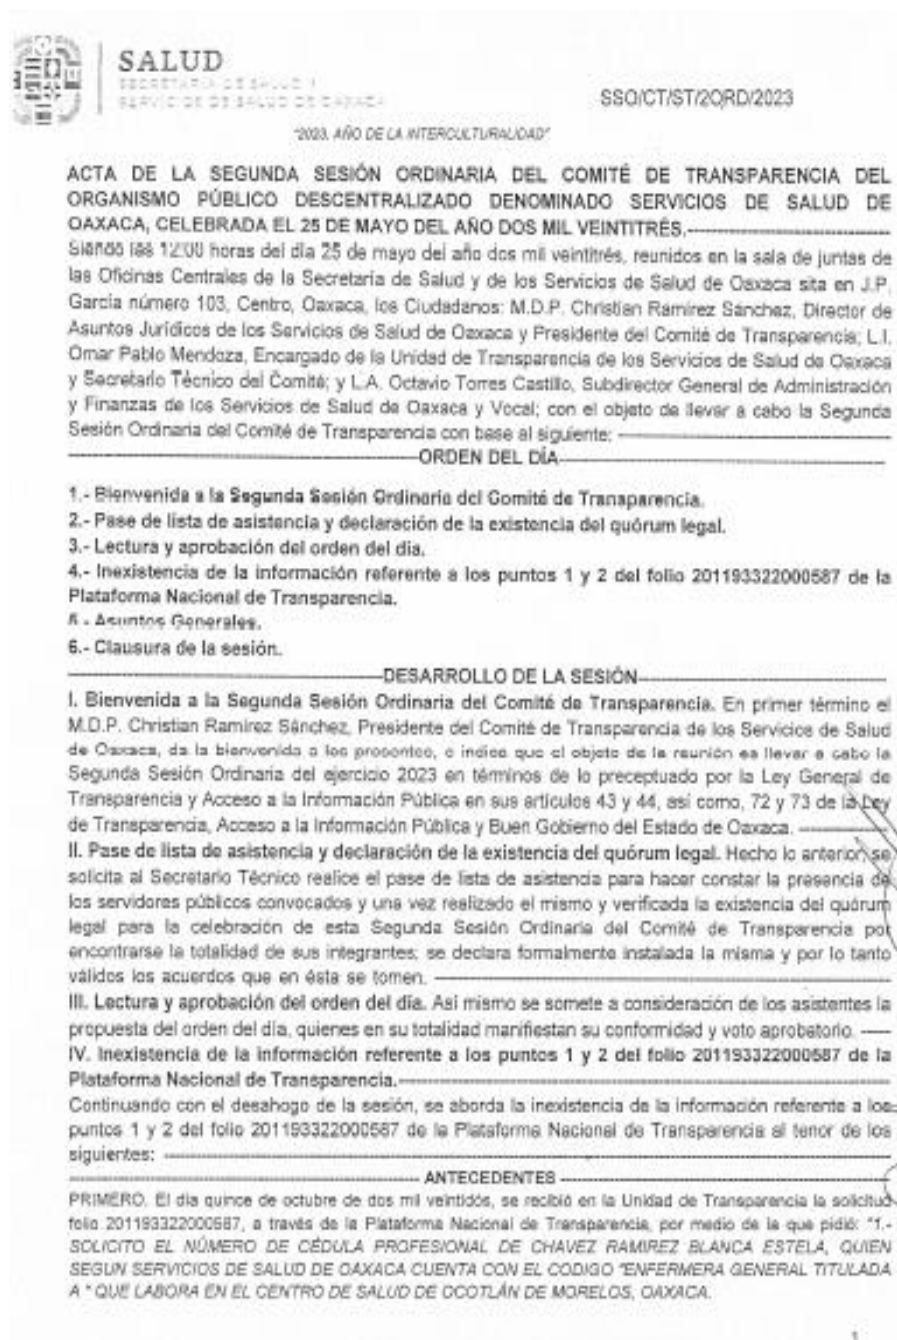 SALUD
SECRETARÍA DE SALUD Y
SERVICIOS DE SALUD DE OAXACA
SSO/CT/ST/2ORD/2023
"2023, AÑO DE LA INTERCULTURALIDAD"
ACTA DE LA SEGUNDA SESIÓN ORDINARIA DEL COMITÉ DE TRANSPARENCIA DEL
ORGANISMO PÚBLICO DESCENTRALIZADO DENOMINADO SERVICIOS DE SALUD DE
OAXACA, CELEBRADA EL 25 DE MAYO DEL AÑO DOS MIL VEINTITRÉS.----------
Siendo las 12:00 horas del día 25 de mayo del año dos mil veintitrés, reunidos en la sala de juntas de
las Oficinas Centrales de la Secretaría de Salud y de los Servicios de Salud de Oaxaca sita en J.P.
García número 103, Centro, Oaxaca, los Ciudadanos: M.D.P. Christian Ramírez Sánchez, Director de
Asuntos Jurídicos de los Servicios de Salud de Oaxaca y Presidente del Comité de Transparencia; L.I.
Omar Pablo Mendoza, Encargado de la Unidad de Transparencia de los Servicios de Salud de Oaxaca
y Secretario Técnico del Comité; y L.A. Octavio Torres Castillo, Subdirector General de Administración
y Finanzas de los Servicios de Salud de Oaxaca y Vocal; con el objeto de llevar a cabo la Segunda
Sesión Ordinaria del Comité de Transparencia con base al siguiente: ----------
----------ORDEN DEL DÍA----------
1.- Bienvenida a la Segunda Sesión Ordinaria del Comité de Transparencia.
2.- Pase de lista de asistencia y declaración de la existencia del quórum legal.
3.- Lectura y aprobación del orden del día.
4.- Inexistencia de la información referente a los puntos 1 y 2 del folio 201193322000587 de la
Plataforma Nacional de Transparencia.
5.- Asuntos Generales.
6.- Clausura de la sesión.
----------DESARROLLO DE LA SESIÓN----------
I. Bienvenida a la Segunda Sesión Ordinaria del Comité de Transparencia. En primer término el
M.D.P. Christian Ramírez Sánchez, Presidente del Comité de Transparencia de los Servicios de Salud
de Oaxaca, da la bienvenida a los presentes, e indica que el objeto de la reunión es llevar a cabo la
Segunda Sesión Ordinaria del ejercicio 2023 en términos de lo preceptuado por la Ley General de
Transparencia y Acceso a la Información Pública en sus artículos 43 y 44, así como, 72 y 73 de la Ley
de Transparencia, Acceso a la Información Pública y Buen Gobierno del Estado de Oaxaca. ----------
II. Pase de lista de asistencia y declaración de la existencia del quórum legal. Hecho lo anterior, se
solicita al Secretario Técnico realice el pase de lista de asistencia para hacer constar la presencia de
los servidores públicos convocados y una vez realizado el mismo y verificada la existencia del quórum
legal para la celebración de esta Segunda Sesión Ordinaria del Comité de Transparencia por
encontrarse la totalidad de sus integrantes; se declara formalmente instalada la misma y por lo tanto
válidos los acuerdos que en ésta se tomen. ----------
III. Lectura y aprobación del orden del día. Así mismo se somete a consideración de los asistentes la
propuesta del orden del día, quienes en su totalidad manifiestan su conformidad y voto aprobatorio. ----
IV. Inexistencia de la información referente a los puntos 1 y 2 del folio 201193322000587 de la
Plataforma Nacional de Transparencia.----------
Continuando con el desahogo de la sesión, se aborda la inexistencia de la información referente a los
puntos 1 y 2 del folio 201193322000587 de la Plataforma Nacional de Transparencia al tenor de los
siguientes: ----------
---------- ANTECEDENTES ----------
PRIMERO. El día quince de octubre de dos mil veintidós, se recibió en la Unidad de Transparencia la solicitud
folio 201193322000587, a través de la Plataforma Nacional de Transparencia, por medio de la que pidió: "1.-
SOLICITO EL NÚMERO DE CÉDULA PROFESIONAL DE CHAVEZ RAMIREZ BLANCA ESTELA, QUIEN
SEGUN SERVICIOS DE SALUD DE OAXACA CUENTA CON EL CODIGO "ENFERMERA GENERAL TITULADA
A " QUE LABORA EN EL CENTRO DE SALUD DE OCOTLÁN DE MORELOS, OAXACA.
1